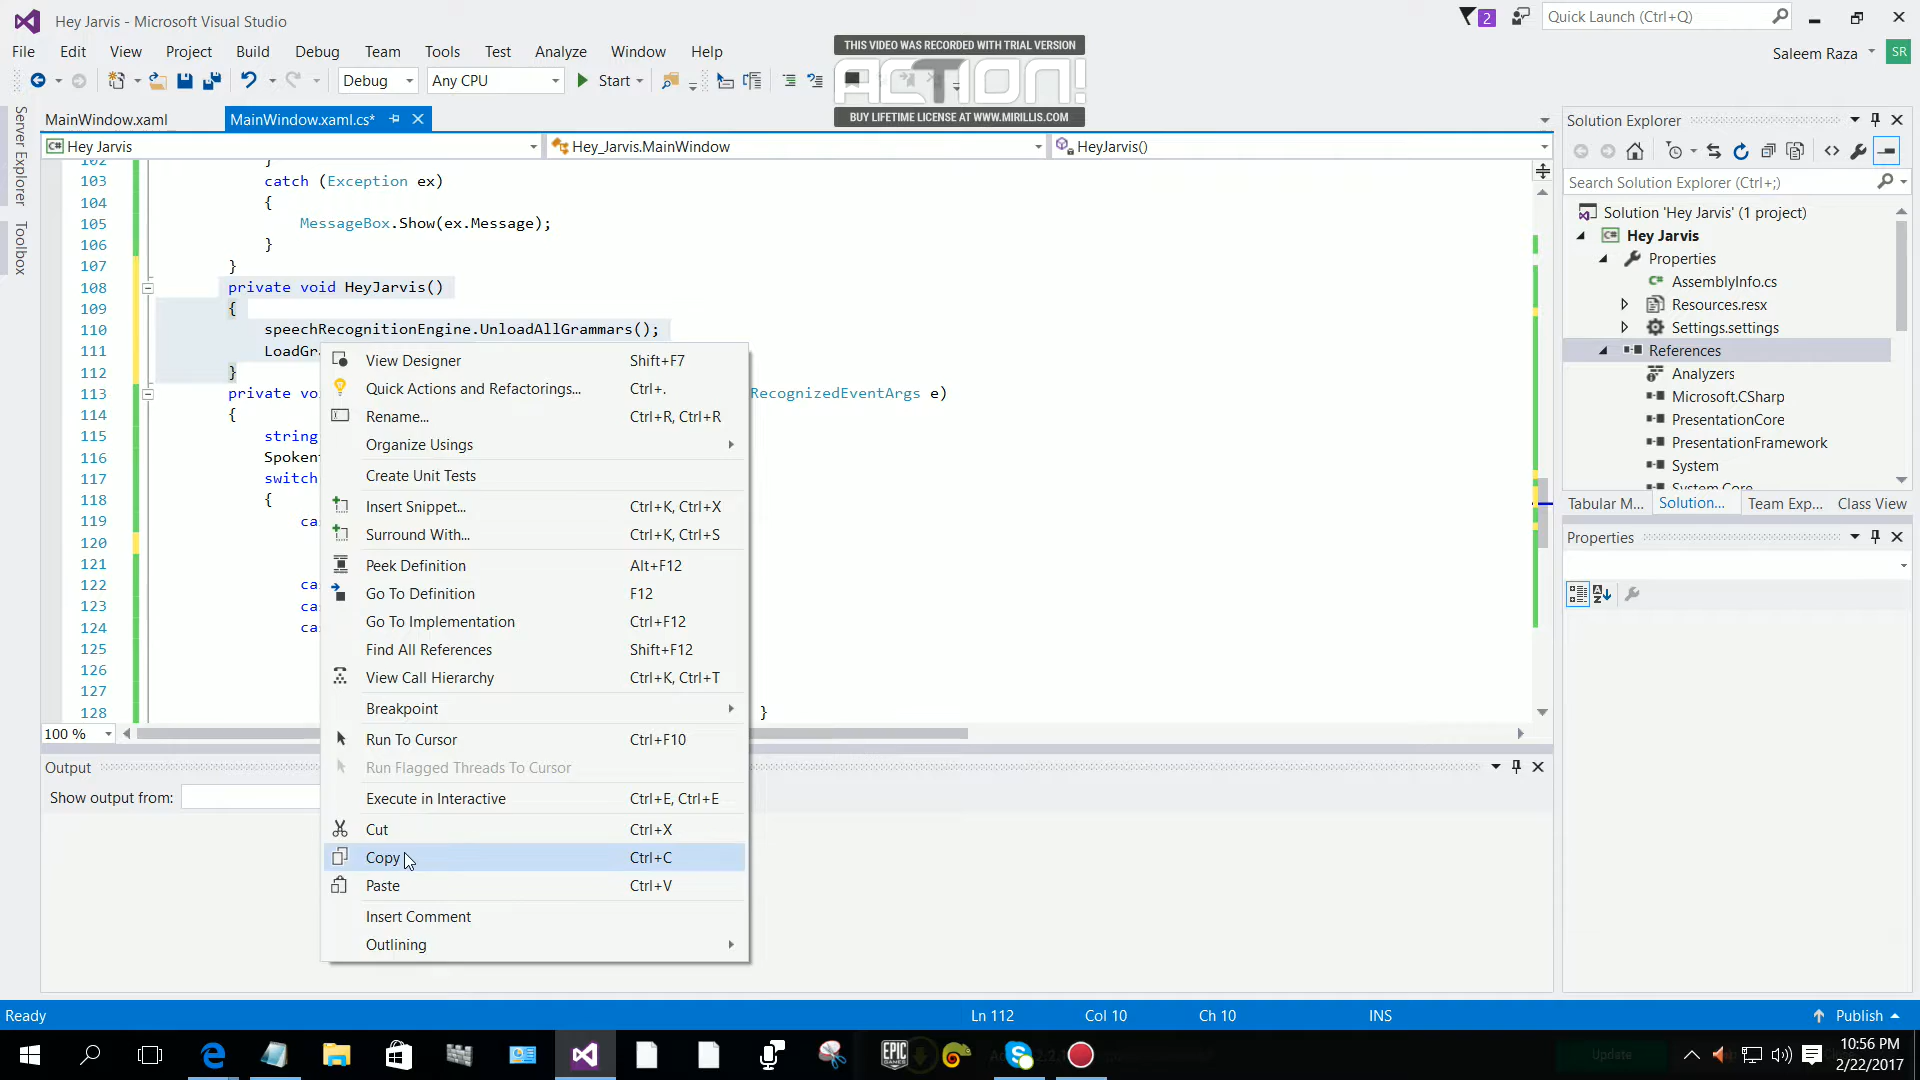 Hey Jarvis - Microsoft Visual Studio
2
Quick Launch (Ctrl+Q)
File Edit View Project Build Debug Team Tools Test Analyze Window Help
Saleem Raza SR
Debug Any CPU Start
THIS VIDEO WAS RECORDED WITH TRIAL VERSION
ACTION!
BUY LIFETIME LICENSE AT WWW.MIRILLIS.COM
Server Explorer
Toolbox
MainWindow.xaml MainWindow.xaml.cs*
Hey Jarvis Hey_Jarvis.MainWindow HeyJarvis()
102 }
103 catch (Exception ex)
104 {
105 MessageBox.Show(ex.Message);
106 }
107 }
108 private void HeyJarvis()
109 {
110 speechRecognitionEngine.UnloadAllGrammars();
111 LoadGr
112 }
113 private vo RecognizedEventArgs e)
114 {
115 string
116 Spoken
117 switch
118 {
119 ca
120
121
122 ca
123 ca
124 ca
125
126
127
128 }
100 %
View Designer Shift+F7
Quick Actions and Refactorings... Ctrl+.
Rename... Ctrl+R, Ctrl+R
Organize Usings
Create Unit Tests
Insert Snippet... Ctrl+K, Ctrl+X
Surround With... Ctrl+K, Ctrl+S
Peek Definition Alt+F12
Go To Definition F12
Go To Implementation Ctrl+F12
Find All References Shift+F12
View Call Hierarchy Ctrl+K, Ctrl+T
Breakpoint
Run To Cursor Ctrl+F10
Run Flagged Threads To Cursor
Execute in Interactive Ctrl+E, Ctrl+E
Cut Ctrl+X
Copy Ctrl+C
Paste Ctrl+V
Insert Comment
Outlining
Output
Show output from:
Solution Explorer
Search Solution Explorer (Ctrl+;)
Solution 'Hey Jarvis' (1 project)
Hey Jarvis
Properties
AssemblyInfo.cs
Resources.resx
Settings.settings
References
Analyzers
Microsoft.CSharp
PresentationCore
PresentationFramework
System
System.Core
Tabular M... Solution... Team Exp... Class View
Properties
Ready Ln 112 Col 10 Ch 10 INS Publish
EPIC GAMES
Update
10:56 PM
2/22/2017